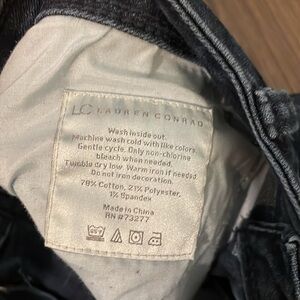 LC LAUREN CONRAD
Wash inside out.
Machine wash cold with like colors.
Gentle cycle. Only non-chlorine
bleach when needed.
Tumble dry low. Warm iron if needed
Do not iron decoration.
78% Cotton, 21% Polyester,
1% Spandex
Made in China
RN #73277